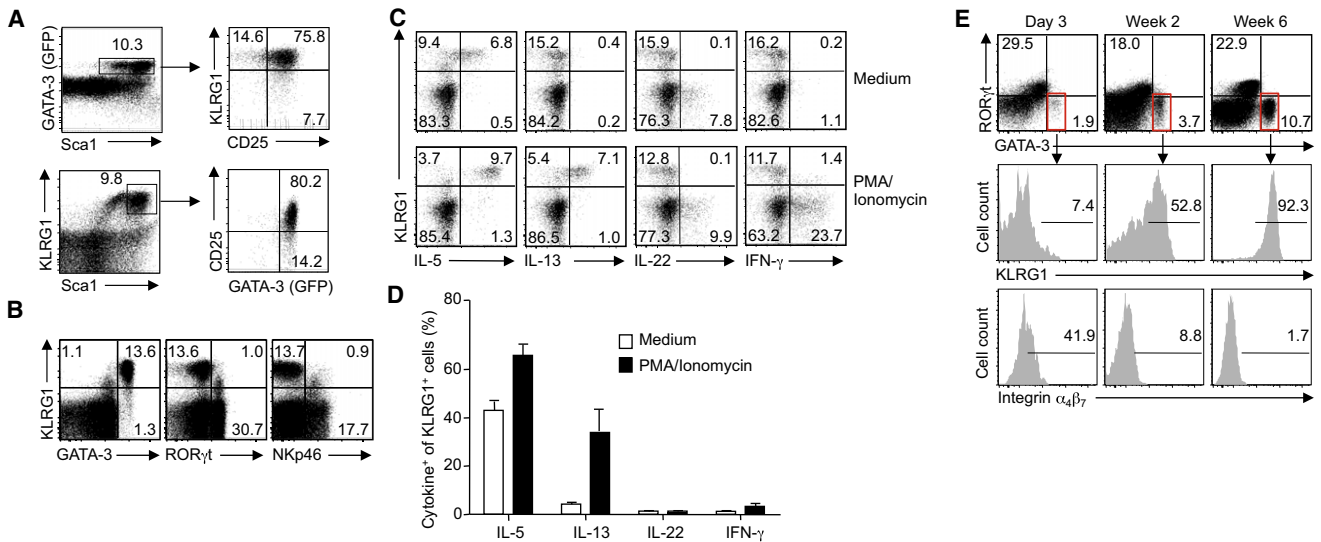 A
GATA-3 (GFP)
10.3
Sca1
KLRG1
14.6 75.8
7.7
CD25
KLRG1
9.8
Sca1
CD25
80.2
14.2
GATA-3 (GFP)
B
KLRG1
1.1 13.6
1.3
GATA-3
13.6 1.0
30.7
RORγt
13.7 0.9
17.7
NKp46
C
KLRG1
9.4 6.8
83.3 0.5
15.2 0.4
84.2 0.2
15.9 0.1
76.3 7.8
16.2 0.2
82.6 1.1
Medium
3.7 9.7
85.4 1.3
5.4 7.1
86.5 1.0
12.8 0.1
77.3 9.9
11.7 1.4
63.2 23.7
PMA/
Ionomycin
IL-5 IL-13 IL-22 IFN-γ
D
Cytokine⁺ of KLRG1⁺ cells (%)
80
60
40
20
0
Medium
PMA/Ionomycin
IL-5 IL-13 IL-22 IFN-γ
E
Day 3 Week 2 Week 6
RORγt
29.5
1.9
18.0
3.7
22.9
10.7
GATA-3
Cell count
7.4 52.8 92.3
KLRG1
Cell count
41.9 8.8 1.7
Integrin α₄β₇